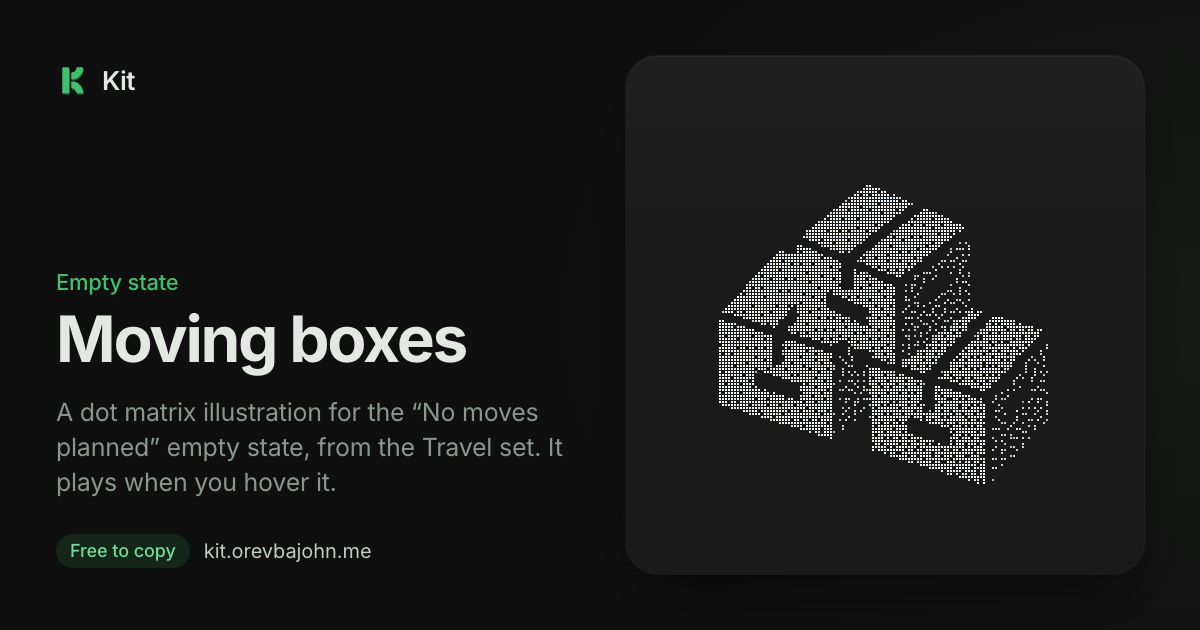 Kit
Empty state
Moving boxes
A dot matrix illustration for the “No moves
planned” empty state, from the Travel set. It
plays when you hover it.
Free to copy
kit.orevbajohn.me